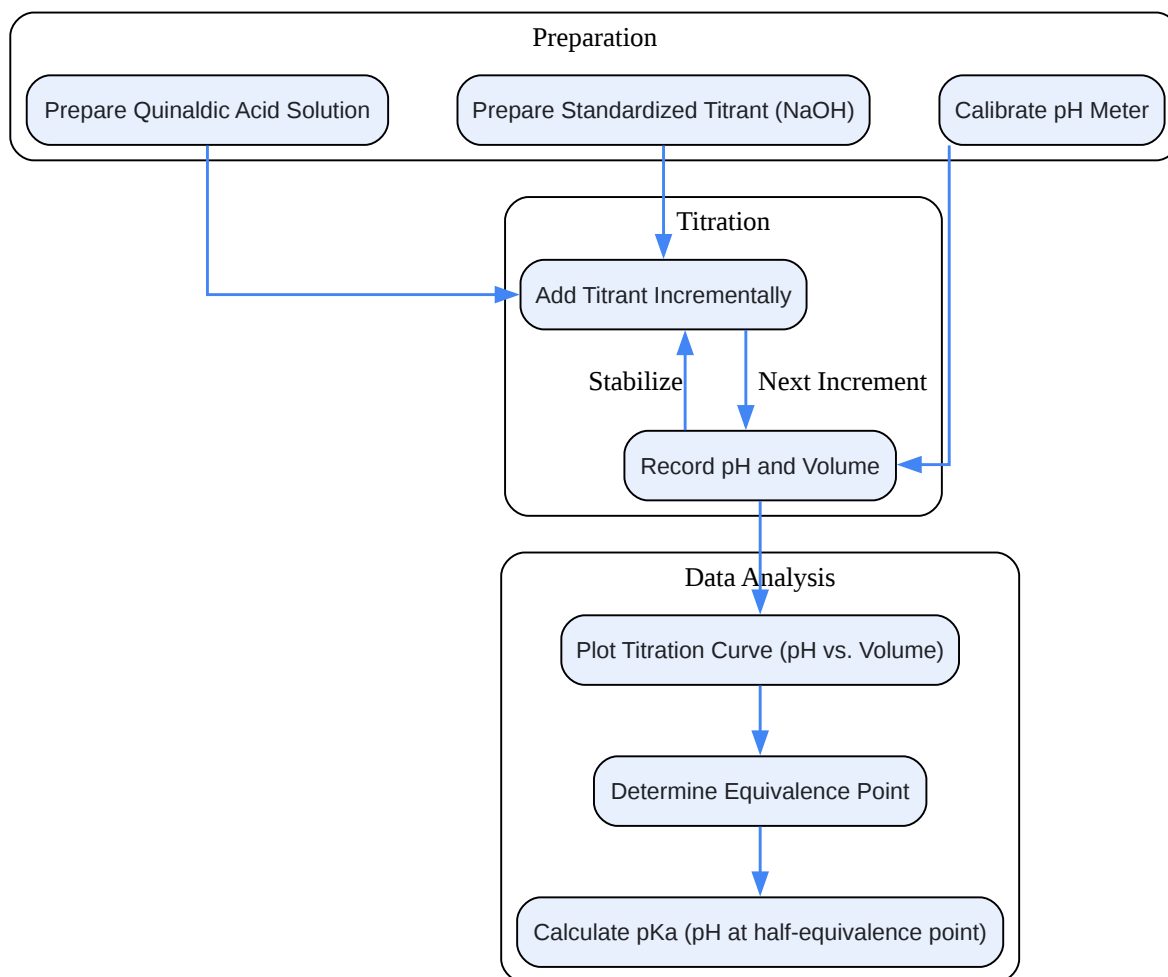 Preparation
Prepare Quinaldic Acid Solution
Prepare Standardized Titrant (NaOH)
Calibrate pH Meter
Titration
Add Titrant Incrementally
Stabilize
Next Increment
Record pH and Volume
Data Analysis
Plot Titration Curve (pH vs. Volume)
Determine Equivalence Point
Calculate pKa (pH at half-equivalence point)